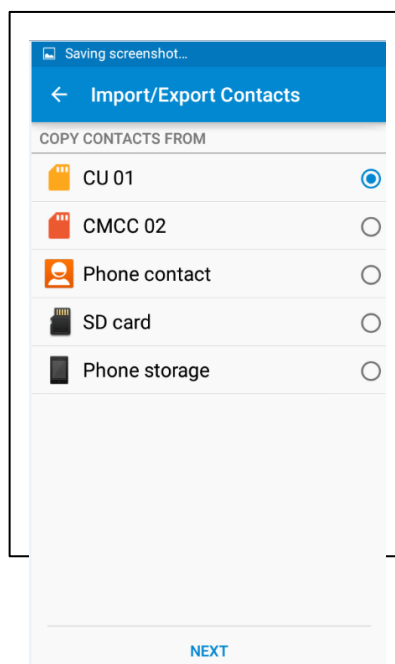 Saving screenshot...
Import/Export Contacts
COPY CONTACTS FROM
CU 01
CMCC 02
Phone contact
SD card
Phone storage
NEXT